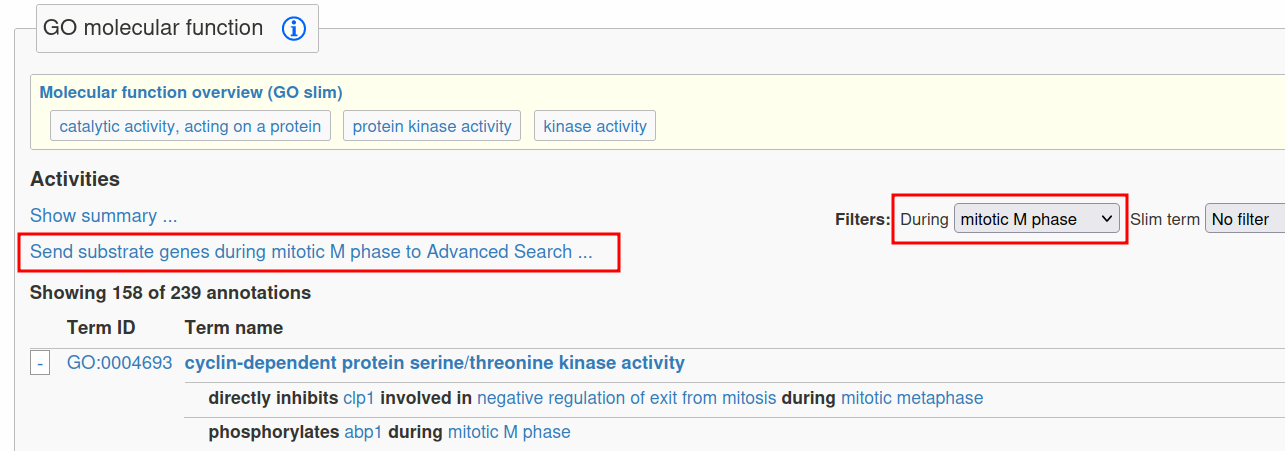 GO molecular function
Molecular function overview (GO slim)
catalytic activity, acting on a protein protein kinase activity kinase activity
Activities
Show summary ...
Filters: During mitotic M phase Slim term No filter
Send substrate genes during mitotic M phase to Advanced Search ...
Showing 158 of 239 annotations
Term ID Term name
- GO:0004693 cyclin-dependent protein serine/threonine kinase activity
directly inhibits clp1 involved in negative regulation of exit from mitosis during mitotic metaphase
phosphorylates abp1 during mitotic M phase